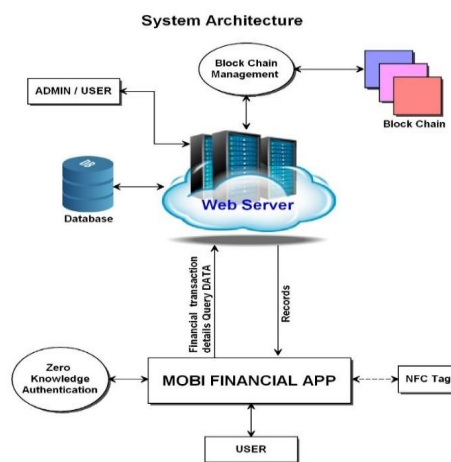 System Architecture
Block Chain
Management
ADMIN / USER
Block Chain
DB
Database
Web Server
Financial transaction
details Query DATA
Records
Zero
Knowledge
Authentication
MOBI FINANCIAL APP
NFC Tag
USER